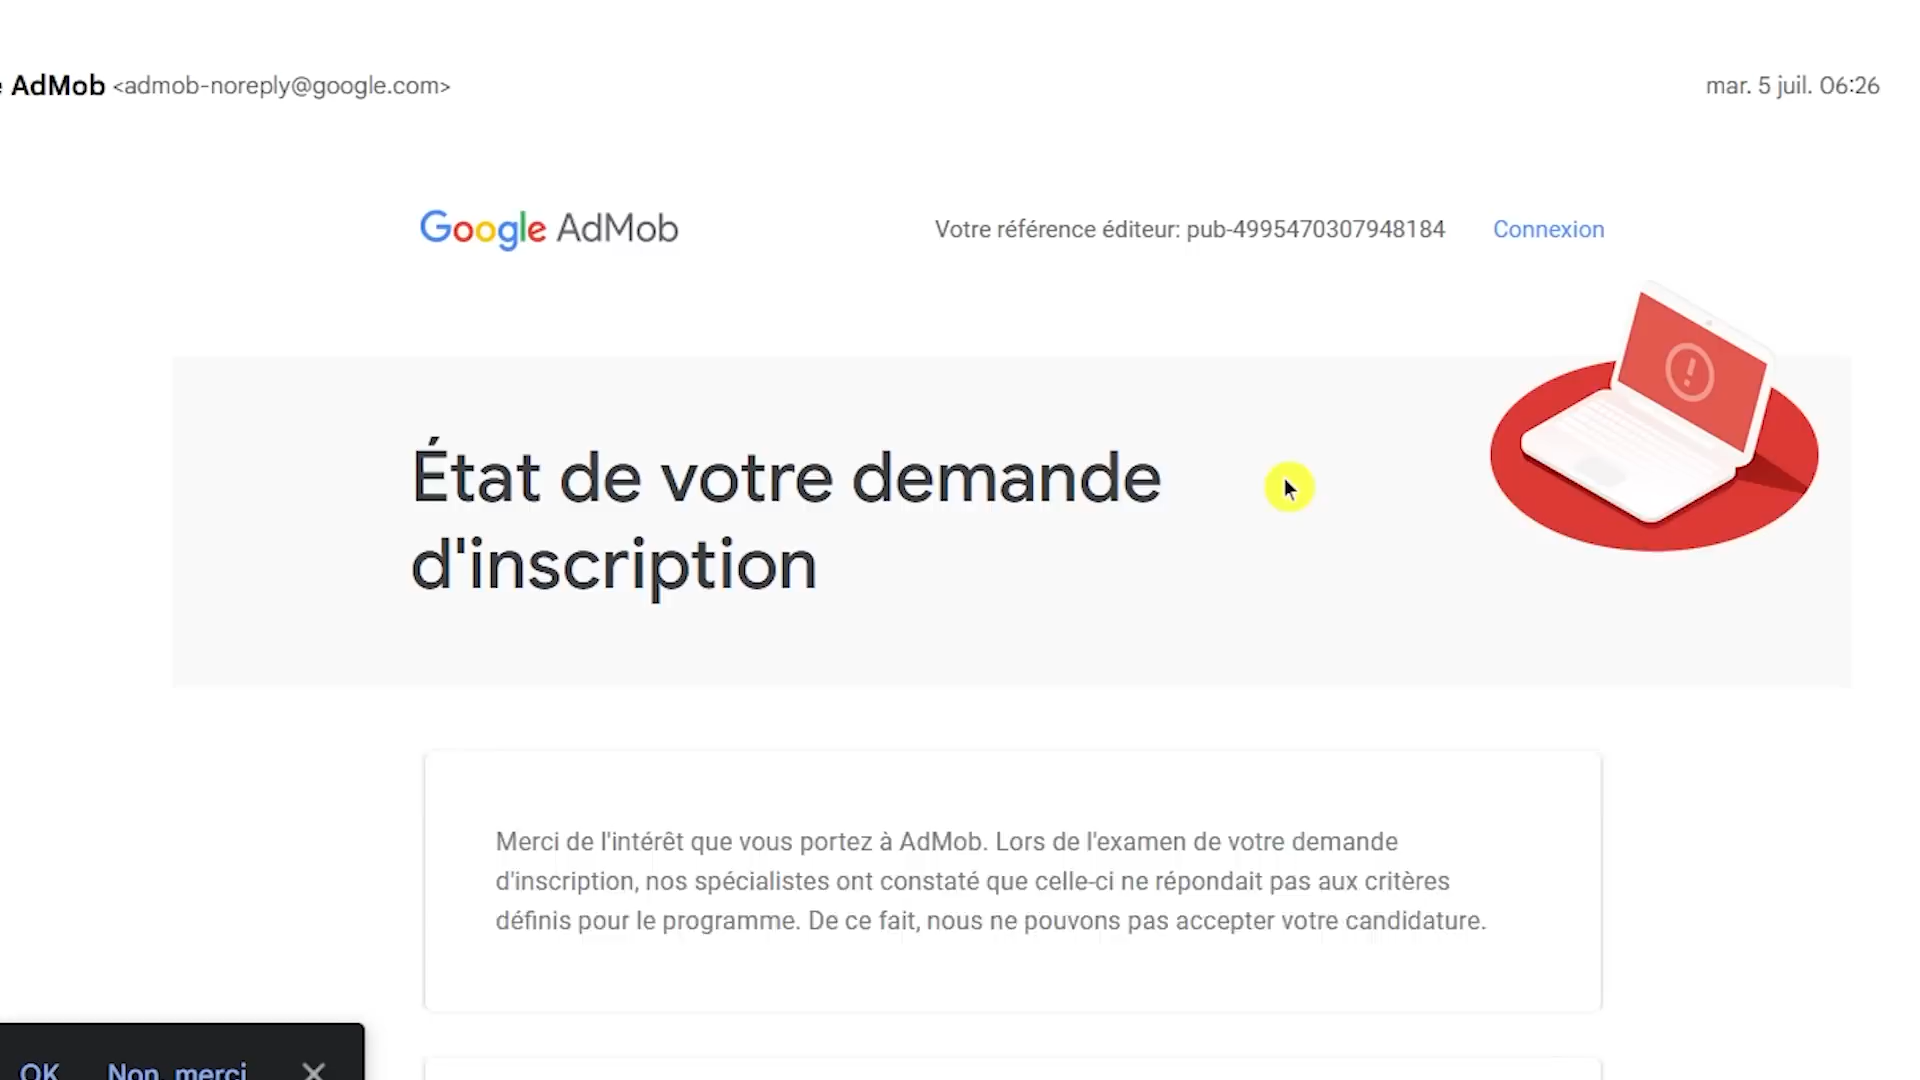 AdMob <admob-noreply@google.com>
mar. 5 juil. 06:26
Google AdMob
Votre référence éditeur: pub-4995470307948184
Connexion
État de votre demande
d'inscription
Merci de l'intérêt que vous portez à AdMob. Lors de l'examen de votre demande
d'inscription, nos spécialistes ont constaté que celle-ci ne répondait pas aux critères
définis pour le programme. De ce fait, nous ne pouvons pas accepter votre candidature.
OK
Non, merci